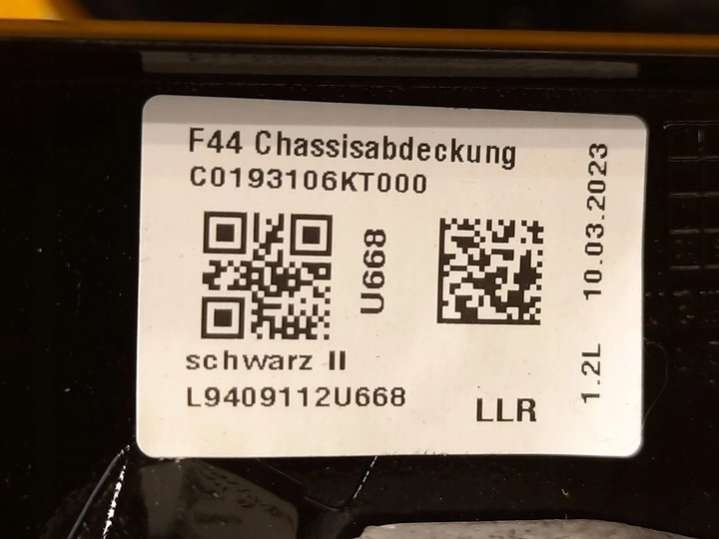 F44 Chassisabdeckung
C0193106KT000
U668
10.03.2023
schwarz II
L9409112U668
LLR
1.2L